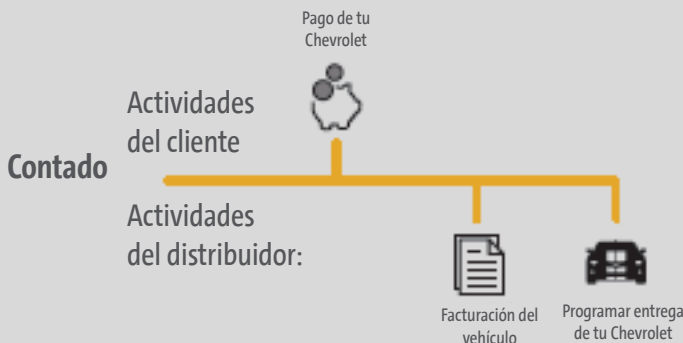 Pago de tu
Chevrolet
Actividades
del cliente
Contado
Actividades
del distribuidor:
Facturación del
vehículo
Programar entrega
de tu Chevrolet